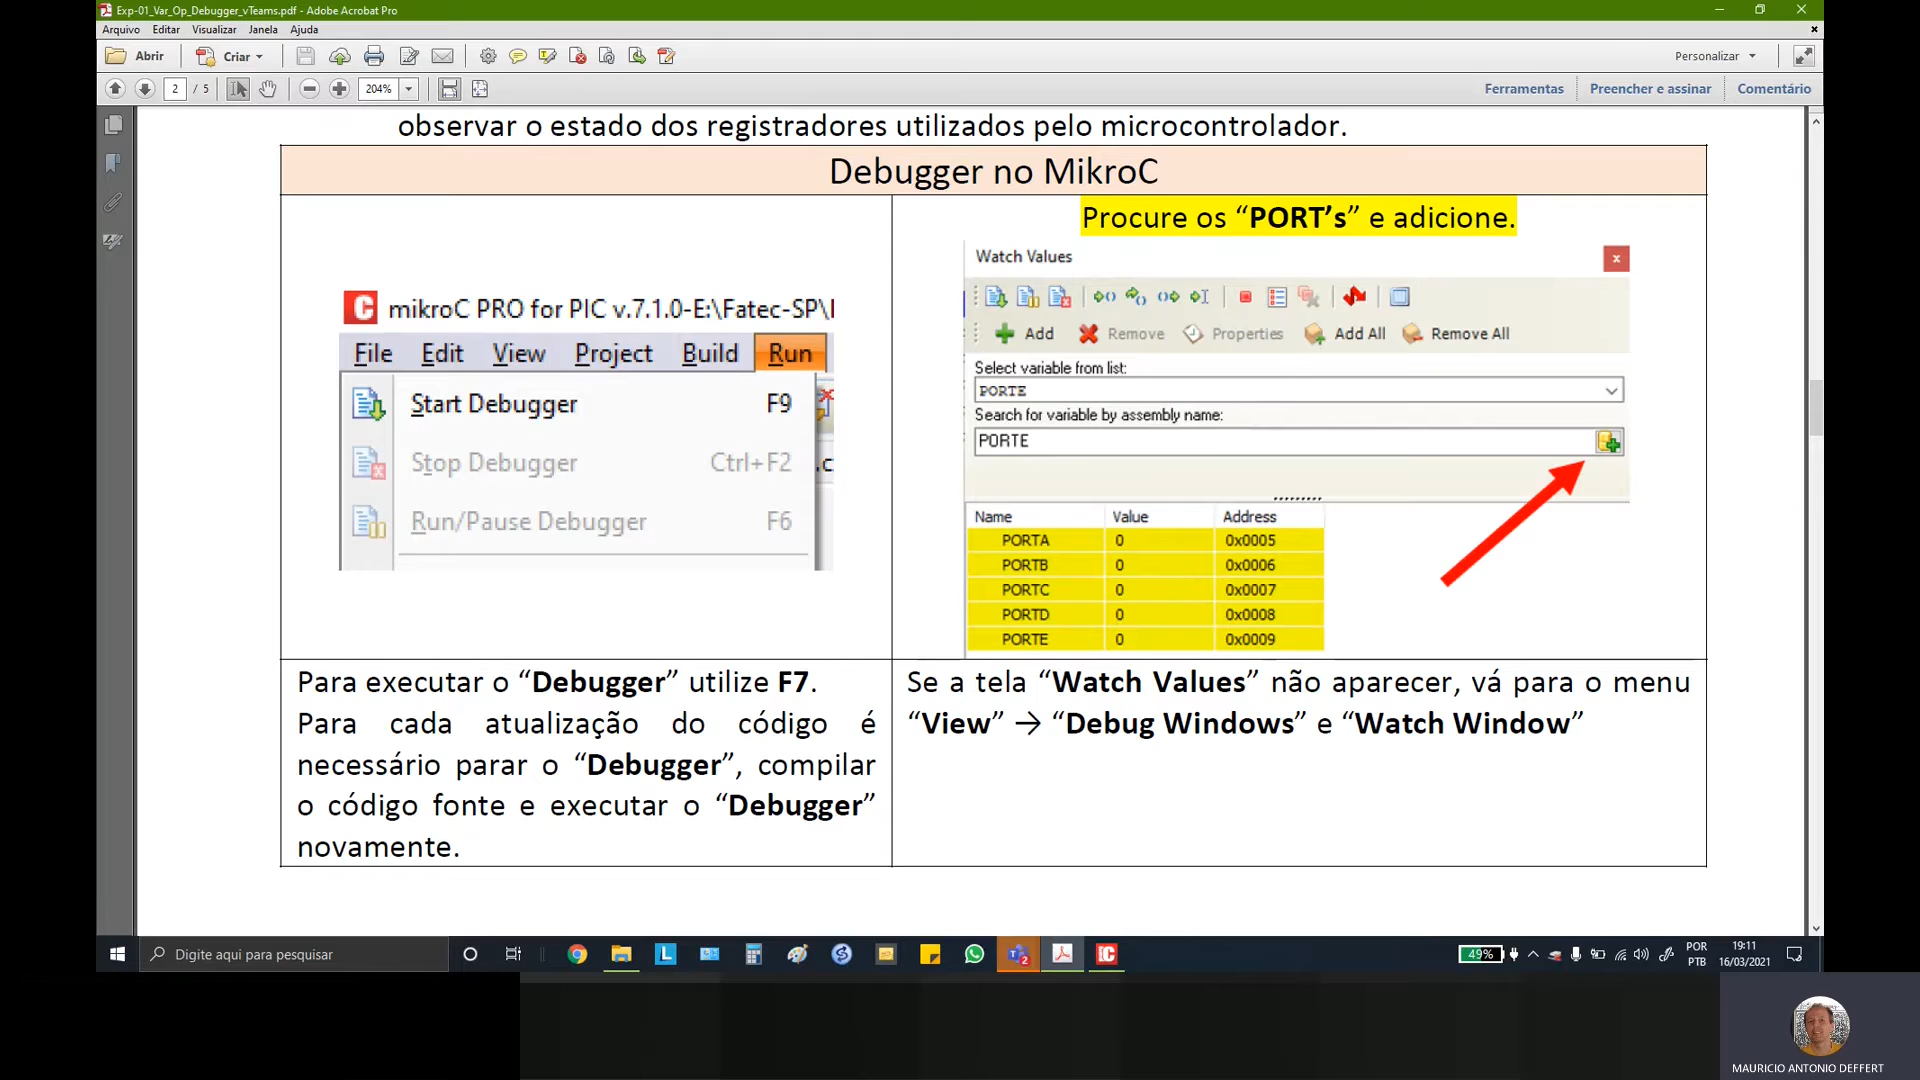 Exp-01_Var_Op_Debugger_vTeams.pdf - Adobe Acrobat Pro
Arquivo Editar Visualizar Janela Ajuda
Abrir Criar Personalizar
2 / 5 204% Ferramentas Preencher e assinar Comentário
observar o estado dos registradores utilizados pelo microcontrolador.
Debugger no MikroC
mikroC PRO for PIC v.7.1.0-E:\Fatec-SP\
File Edit View Project Build Run
Start Debugger F9
Stop Debugger Ctrl+F2
.c
Run/Pause Debugger F6
Procure os “PORT’s” e adicione.
Watch Values
Add Remove Properties Add All Remove All
Select variable from list:
PORTE
Search for variable by assembly name:
PORTE
Name Value Address
PORTA 0 0x0005
PORTB 0 0x0006
PORTC 0 0x0007
PORTD 0 0x0008
PORTE 0 0x0009
Para executar o “Debugger” utilize F7.
Para cada atualização do código é
necessário parar o “Debugger”, compilar
o código fonte e executar o “Debugger”
novamente.
Se a tela “Watch Values” não aparecer, vá para o menu
“View” → “Debug Windows” e “Watch Window”
Digite aqui para pesquisar
49%
POR
PTB
19:11
16/03/2021
MAURICIO ANTONIO DEFFERT